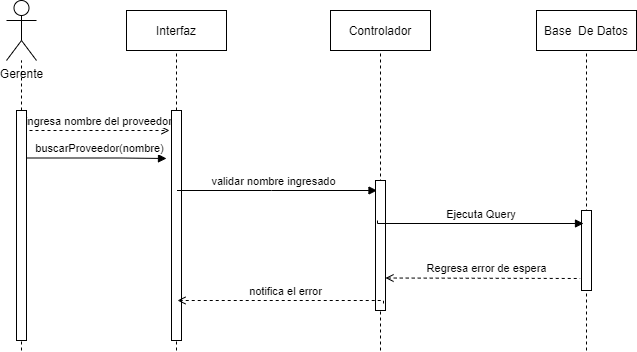 Interfaz
Controlador
Base De Datos
Gerente
ngresa nombre del proveedor
buscarProveedor(nombre)
validar nombre ingresado
Ejecuta Query
Regresa error de espera
notifica el error